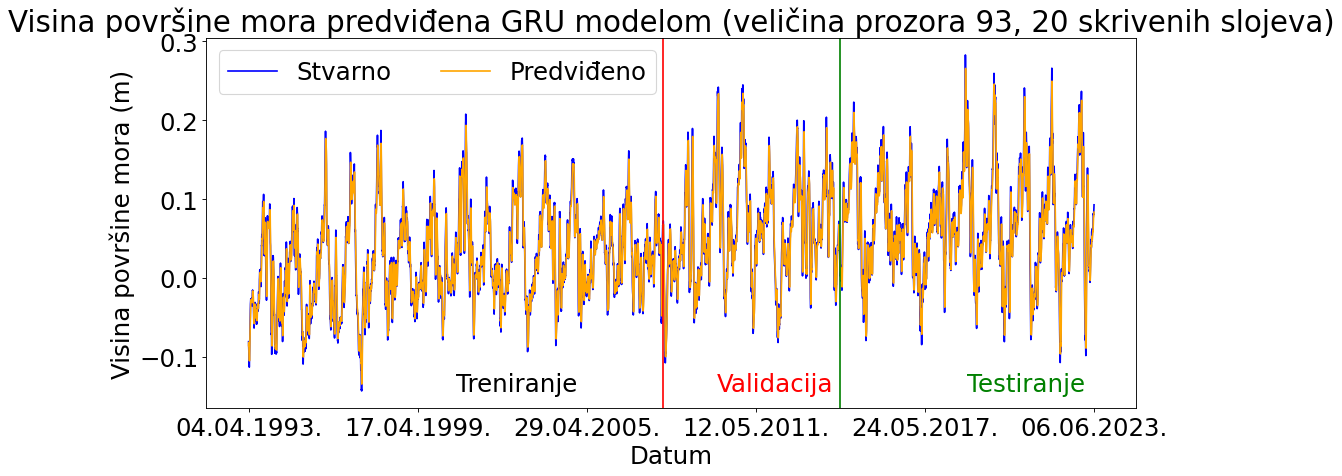 Visina površine mora predviđena GRU modelom (veličina prozora 93, 20 skrivenih slojeva)
Visina površine mora (m)
0.3
0.2
0.1
0.0
−0.1
Stvarno
Predviđeno
Treniranje
Validacija
Testiranje
04.04.1993.
17.04.1999.
29.04.2005.
12.05.2011.
24.05.2017.
06.06.2023.
Datum